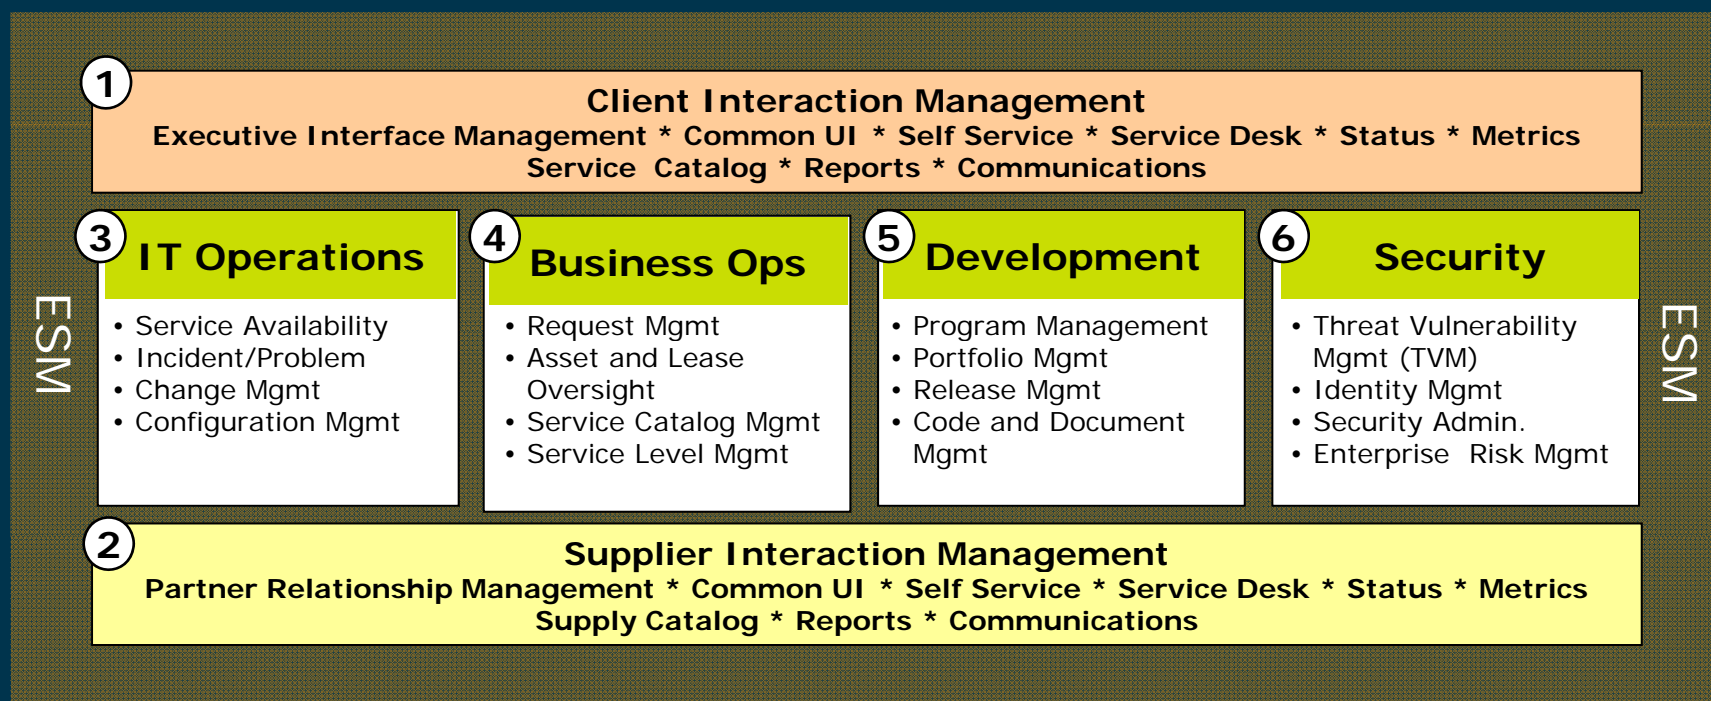 1
Client Interaction Management
Executive Interface Management * Common UI * Self Service * Service Desk * Status * Metrics
Service Catalog * Reports * Communications
ESM
3
IT Operations
• Service Availability
• Incident/Problem
• Change Mgmt
• Configuration Mgmt
4
Business Ops
• Request Mgmt
• Asset and Lease
Oversight
• Service Catalog Mgmt
• Service Level Mgmt
5
Development
• Program Management
• Portfolio Mgmt
• Release Mgmt
• Code and Document
Mgmt
6
Security
• Threat Vulnerability
Mgmt (TVM)
• Identity Mgmt
• Security Admin.
• Enterprise Risk Mgmt
ESM
2
Supplier Interaction Management
Partner Relationship Management * Common UI * Self Service * Service Desk * Status * Metrics
Supply Catalog * Reports * Communications